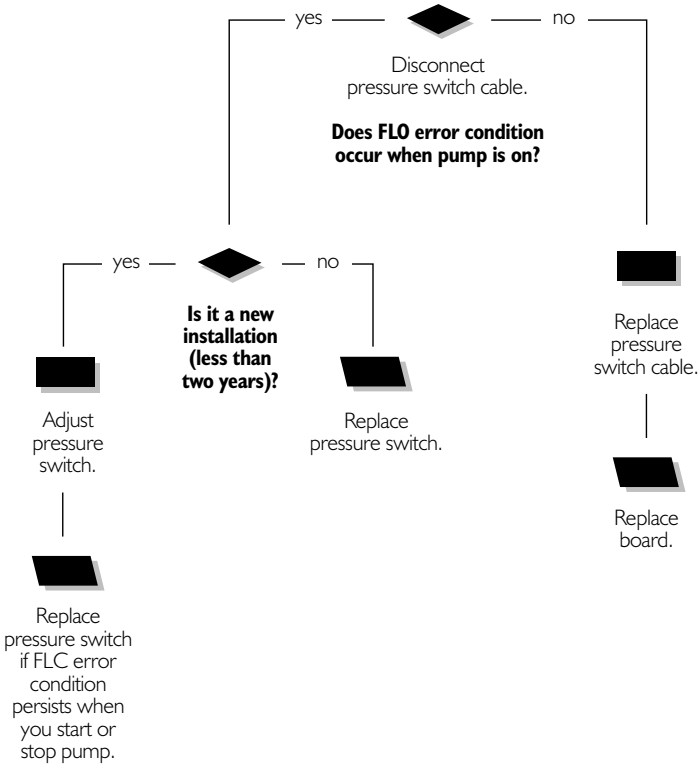 yes
no
Disconnect
pressure switch cable.
Does FLO error condition
occur when pump is on?
yes
no
Is it a new
installation
(less than
two years)?
Replace
pressure
switch cable.
Adjust
pressure
switch.
Replace
pressure switch.
Replace
board.
Replace
pressure switch
if FLC error
condition
persists when
you start or
stop pump.